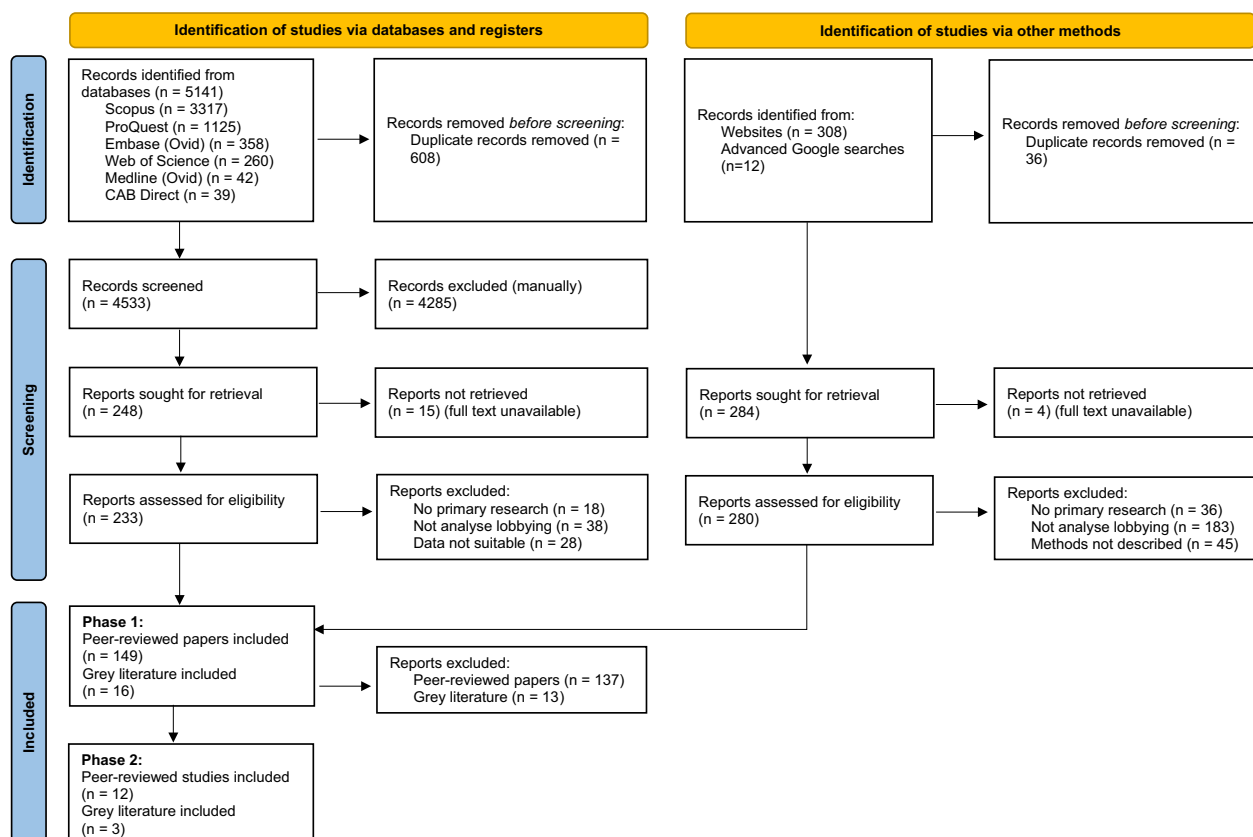 Identification of studies via databases and registers
Identification of studies via other methods
Identification
Records identified from
databases (n = 5141)
Scopus (n = 3317)
ProQuest (n = 1125)
Embase (Ovid) (n = 358)
Web of Science (n = 260)
Medline (Ovid) (n = 42)
CAB Direct (n = 39)
Records removed before screening:
Duplicate records removed (n =
608)
Records identified from:
Websites (n = 308)
Advanced Google searches
(n=12)
Records removed before screening:
Duplicate records removed (n =
36)
Screening
Records screened
(n = 4533)
Records excluded (manually)
(n = 4285)
Reports sought for retrieval
(n = 248)
Reports not retrieved
(n = 15) (full text unavailable)
Reports sought for retrieval
(n = 284)
Reports not retrieved
(n = 4) (full text unavailable)
Reports assessed for eligibility
(n = 233)
Reports excluded:
No primary research (n = 18)
Not analyse lobbying (n = 38)
Data not suitable (n = 28)
Reports assessed for eligibility
(n = 280)
Reports excluded:
No primary research (n = 36)
Not analyse lobbying (n = 183)
Methods not described (n = 45)
Included
Phase 1:
Peer-reviewed papers included
(n = 149)
Grey literature included
(n = 16)
Reports excluded:
Peer-reviewed papers (n = 137)
Grey literature (n = 13)
Phase 2:
Peer-reviewed studies included
(n = 12)
Grey literature included
(n = 3)